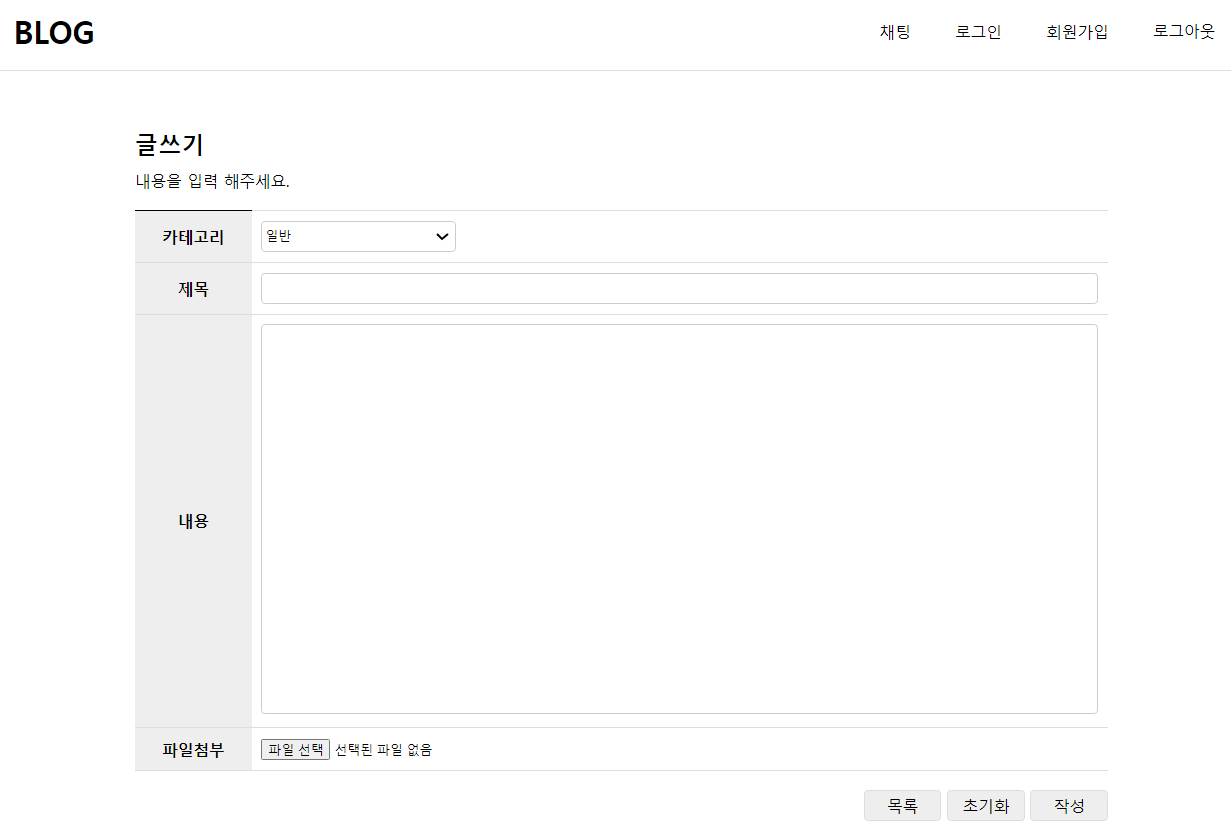 BLOG 채팅 로그인 회원가입 로그아웃
글쓰기
내용을 입력 해주세요.
카테고리 일반
제목
내용
파일첨부 파일 선택 선택된 파일 없음
목록 초기화 작성